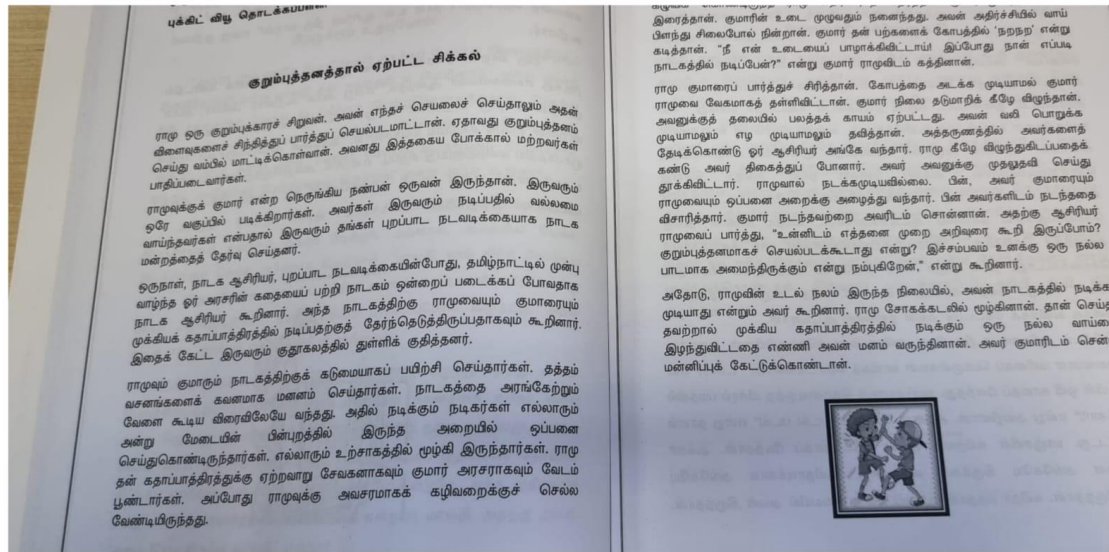 புக்கிட் வியூ தொடக்கப்பள்ளி
குறும்புத்தனத்தால் ஏற்பட்ட சிக்கல்
ராமு ஒரு குறும்புக்காரச் சிறுவன். அவன் எந்தச் செயலைச் செய்தாலும் அதன்
விளைவுகளைச் சிந்தித்துப் பார்த்துப் செயல்படமாட்டான். ஏதாவது குறும்புத்தனம்
செய்து வம்பில் மாட்டிக்கொள்வான். அவனது இத்தகைய போக்கால் மற்றவர்கள்
பாதிப்படைவார்கள்.
ராமுவுக்குக் குமார் என்ற நெருங்கிய நண்பன் ஒருவன் இருந்தான். இருவரும்
ஒரே வகுப்பில் படிக்கிறார்கள். அவர்கள் இருவரும் நடிப்பதில் வல்லமை
வாய்ந்தவர்கள் என்பதால் இருவரும் தங்கள் புறப்பாட நடவடிக்கையாக நாடக
மன்றத்தைத் தேர்வு செய்தனர்.
ஒருநாள், நாடக ஆசிரியர், புறப்பாட நடவடிக்கையின்போது, தமிழ்நாட்டில் முன்பு
வாழ்ந்த ஓர் அரசரின் கதையைப் பற்றி நாடகம் ஒன்றைப் படைக்கப் போவதாக
நாடக ஆசிரியர் கூறினார். அந்த நாடகத்திற்கு ராமுவையும் குமாரையும்
முக்கியக் கதாப்பாத்திரத்தில் நடிப்பதற்குத் தேர்ந்தெடுத்திருப்பதாகவும் கூறினார்.
இதைக் கேட்ட இருவரும் குதூகலத்தில் துள்ளிக் குதித்தனர்.
ராமுவும் குமாரும் நாடகத்திற்குக் கடுமையாகப் பயிற்சி செய்தார்கள். தத்தம்
வசனங்களைக் கவனமாக மனனம் செய்தார்கள். நாடகத்தை அரங்கேற்றும்
வேளை கூடிய விரைவிலேயே வந்தது. அதில் நடிக்கும் நடிகர்கள் எல்லாரும்
அன்று மேடையின் பின்புறத்தில் இருந்த அறையில் ஒப்பனை
செய்துகொண்டிருந்தார்கள். எல்லாரும் உற்சாகத்தில் மூழ்கி இருந்தார்கள். ராமு
தன் கதாப்பாத்திரத்துக்கு ஏற்றவாறு சேவகனாகவும் குமார் அரசராகவும் வேடம்
பூண்டார்கள். அப்போது ராமுவுக்கு அவசரமாகக் கழிவறைக்குச் செல்ல
வேண்டியிருந்தது.
இரைத்தான். குமாரின் உடை முழுவதும் நனைந்தது. அவன் அதிர்ச்சியில் வாய்
பிளந்து சிலைபோல் நின்றான். குமார் தன் பற்களைக் கோபத்தில் 'நறநற' என்று
கடித்தான். "நீ என் உடையைப் பாழாக்கிவிட்டாய்! இப்போது நான் எப்படி
நாடகத்தில் நடிப்பேன்?" என்று குமார் ராமுவிடம் கத்தினான்.
ராமு குமாரைப் பார்த்துச் சிரித்தான். கோபத்தை அடக்க முடியாமல் குமார்
ராமுவை வேகமாகத் தள்ளிவிட்டான். குமார் நிலை தடுமாறிக் கீழே விழுந்தான்.
அவனுக்குத் தலையில் பலத்தக் காயம் ஏற்பட்டது. அவன் வலி பொறுக்க
முடியாமலும் எழ முடியாமலும் தவித்தான். அத்தருணத்தில் அவர்களைத்
தேடிக்கொண்டு ஓர் ஆசிரியர் அங்கே வந்தார். ராமு கீழே விழுந்துகிடப்பதைக்
கண்டு அவர் திகைத்துப் போனார். அவர் அவனுக்கு முதலுதவி செய்து
தூக்கிவிட்டார். ராமுவால் நடக்கமுடியவில்லை. பின், அவர் குமாரையும்
ராமுவையும் ஒப்பனை அறைக்கு அழைத்து வந்தார். பின் அவர்களிடம் நடந்ததை
விசாரித்தார். குமார் நடந்தவற்றை அவரிடம் சொன்னான். அதற்கு ஆசிரியர்
ராமுவைப் பார்த்து, "உன்னிடம் எத்தனை முறை அறிவுரை கூறி இருப்போம்?
குறும்புத்தனமாகச் செயல்படக்கூடாது என்று? இச்சம்பவம் உனக்கு ஒரு நல்ல
பாடமாக அமைந்திருக்கும் என்று நம்புகிறேன்," என்று கூறினார்.
அதோடு, ராமுவின் உடல் நலம் இருந்த நிலையில், அவன் நாடகத்தில் நடிக்க
முடியாது என்றும் அவர் கூறினார். ராமு சோகக்கடலில் மூழ்கினான். தான் செய்த
தவற்றால் முக்கிய கதாப்பாத்திரத்தில் நடிக்கும் ஒரு நல்ல
இழந்துவிட்டதை எண்ணி அவன் மனம் வருந்தினான். அவர் குமாரிடம்
மன்னிப்புக் கேட்டுக்கொண்டான்.